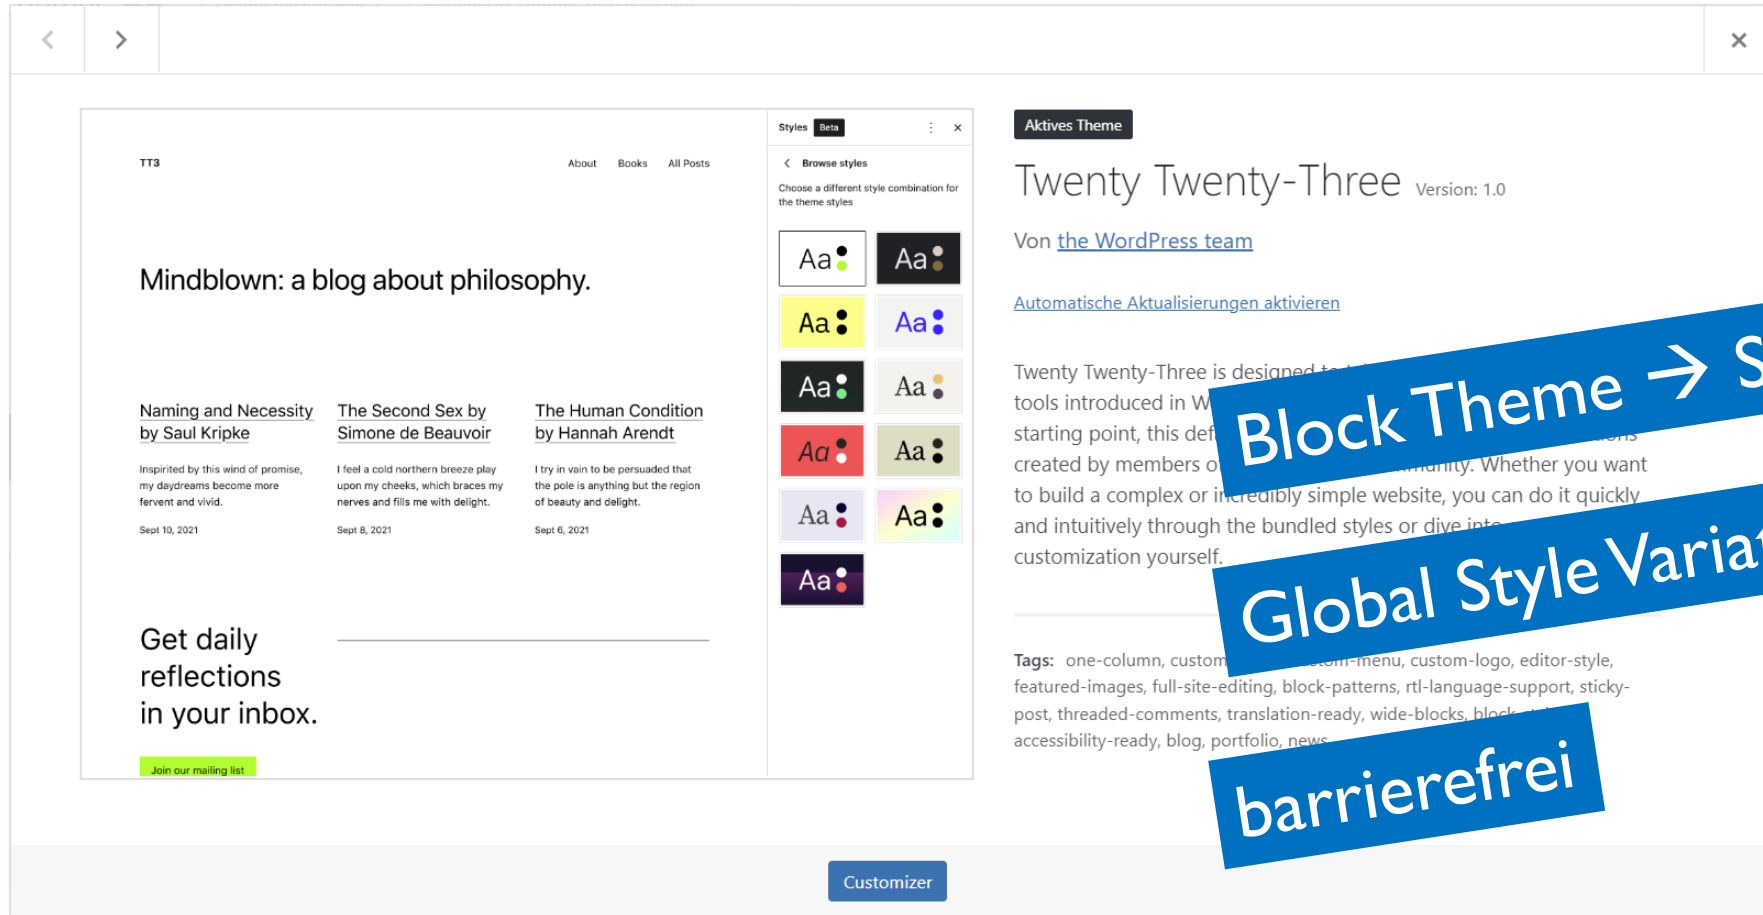 TT3
About Books All Posts
Mindblown: a blog about philosophy.
Naming and Necessity
by Saul Kripke
Inspirited by this wind of promise,
my daydreams become more
fervent and vivid.
Sept 10, 2021
The Second Sex by
Simone de Beauvoir
I feel a cold northern breeze play
upon my cheeks, which braces my
nerves and fills me with delight.
Sept 8, 2021
The Human Condition
by Hannah Arendt
I try in vain to be persuaded that
the pole is anything but the region
of beauty and delight.
Sept 6, 2021
Get daily
reflections
in your inbox.
Join our mailing list
Styles Beta
Browse styles
Choose a different style combination for
the theme styles
Aa Aa
Aa Aa
Aa Aa
Aa Aa
Aa Aa
Aa
Aktives Theme
Twenty Twenty-Three Version: 1.0
Von the WordPress team
Automatische Aktualisierungen aktivieren
Twenty Twenty-Three is designed
tools introduced in
starting point, this
created by members Whether you want
to build a complex or incredibly simple website, you can do it quickly
and intuitively through the bundled styles or dive
customization yourself.
Tags: one-column, custom-menu, custom-logo, editor-style,
featured-images, full-site-editing, block-patterns, rtl-language-support, sticky-
post, threaded-comments, translation-ready, wide-blocks,
accessibility-ready, blog, portfolio, news
Block Theme →
Global Style
barrierefrei
Customizer